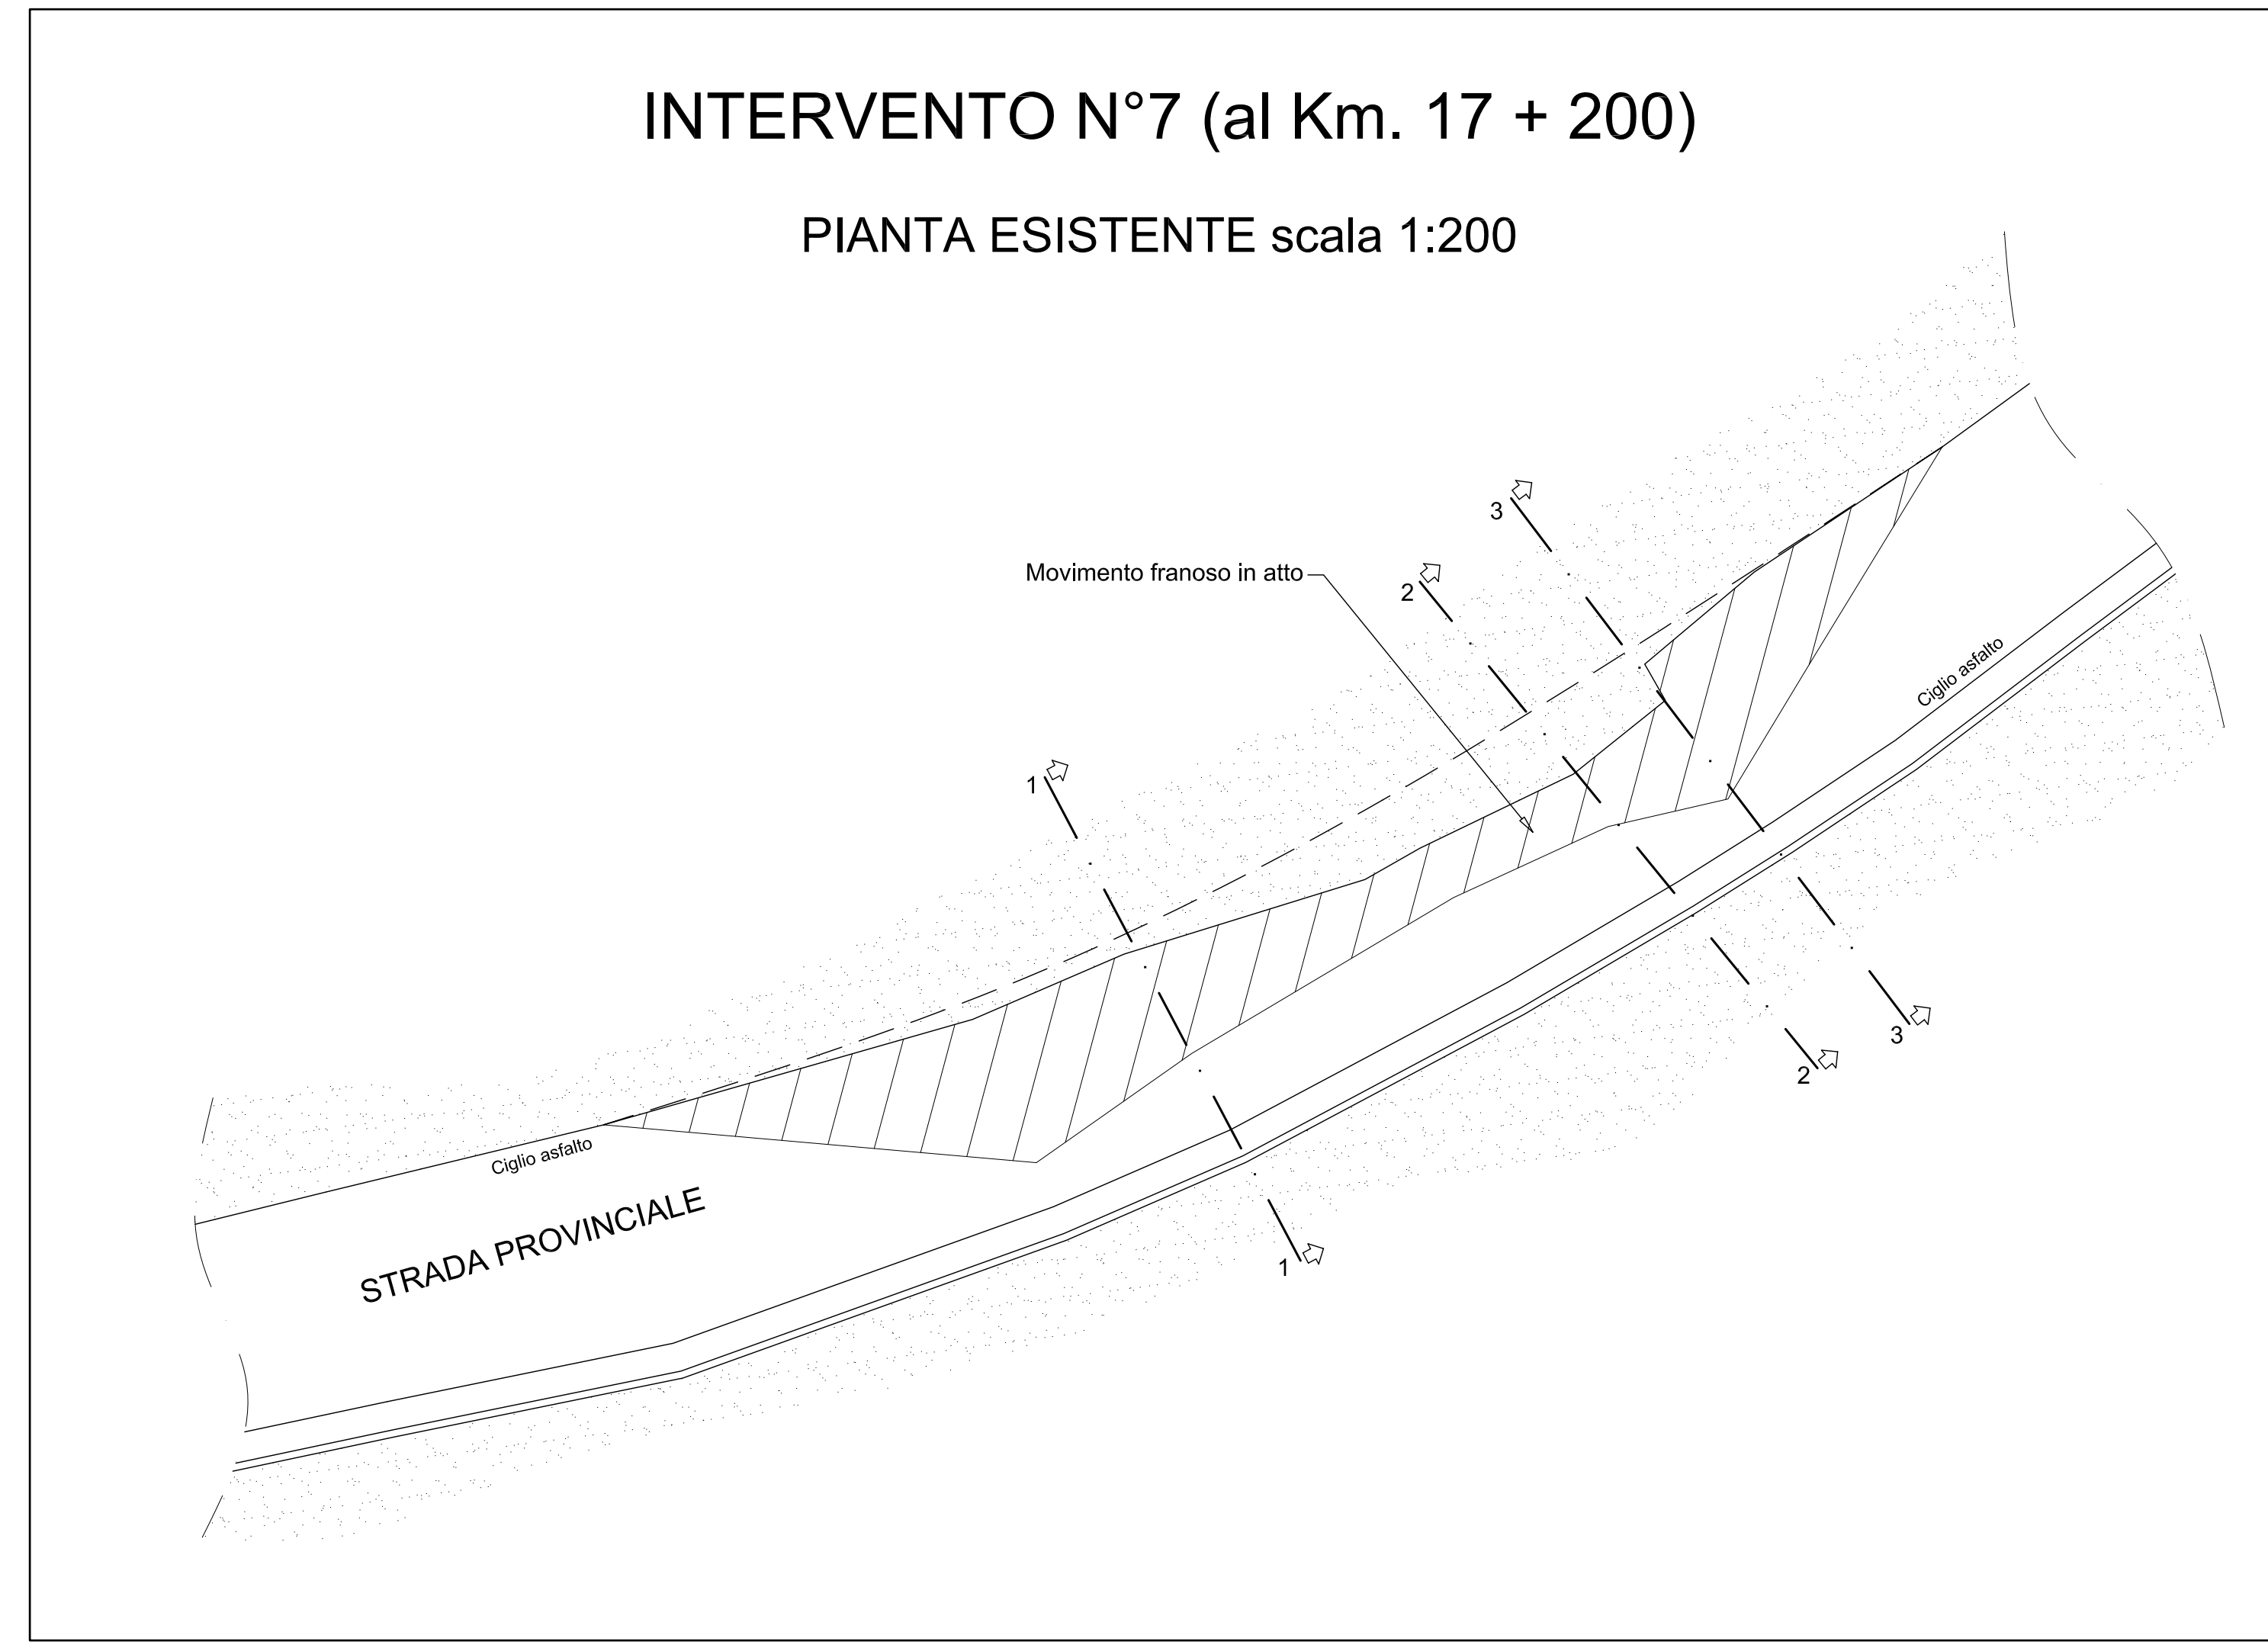 INTERVENTO N°7 (al Km. 17 + 200)
PIANTA ESISTENTE scala 1:200
3
Movimento franoso in atto
2
Ciglio asfalto
1
3
2
Ciglio asfalto
STRADA PROVINCIALE
1